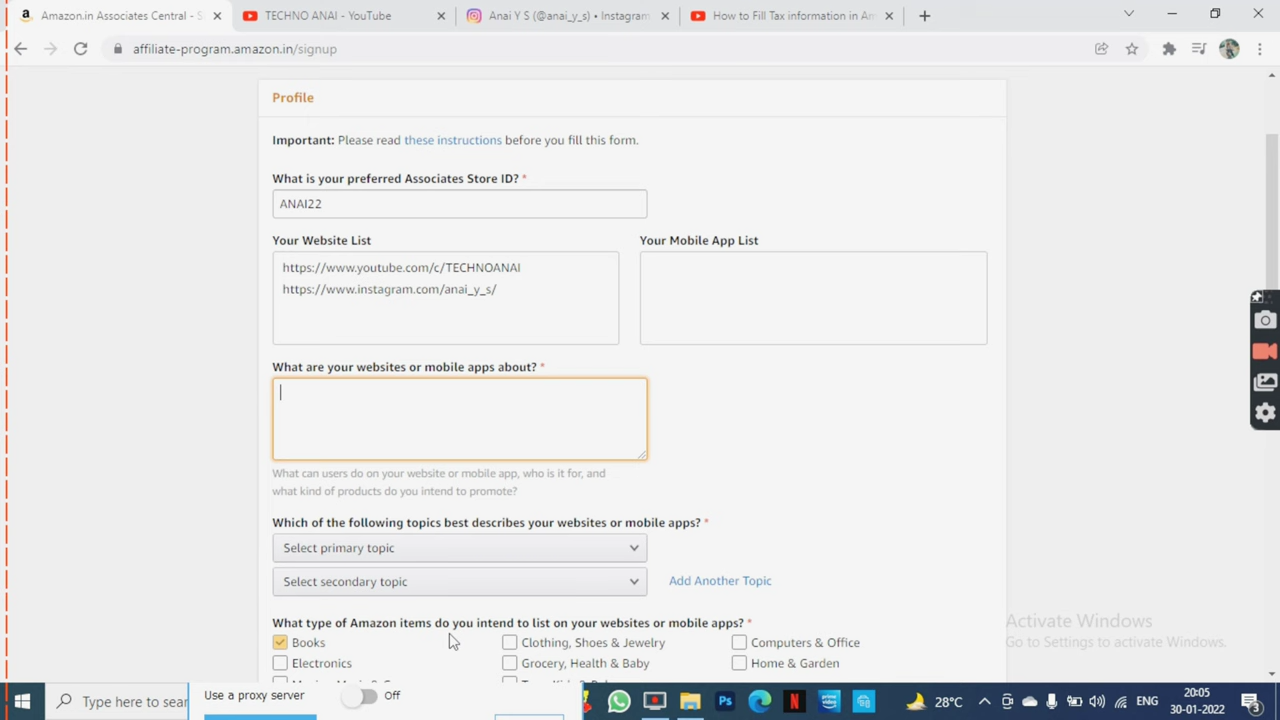 Amazon.in Associates Central - S
TECHNO ANAI - YouTube
Anai Y S (@anai_y_s) • Instagram
How to Fill Tax information in Am
affiliate-program.amazon.in/signup
Profile
Important: Please read these instructions before you fill this form.
What is your preferred Associates Store ID? *
ANAI22
Your Website List
Your Mobile App List
https://www.youtube.com/c/TECHNOANAI
https://www.instagram.com/anai_y_s/
What are your websites or mobile apps about? *
What can users do on your website or mobile app, who is it for, and
what kind of products do you intend to promote?
Which of the following topics best describes your websites or mobile apps? *
Select primary topic
Select secondary topic
Add Another Topic
What type of Amazon items do you intend to list on your websites or mobile apps? *
Books
Clothing, Shoes & Jewelry
Computers & Office
Electronics
Grocery, Health & Baby
Home & Garden
Activate Windows
Go to Settings to activate Windows.
Type here to sear
Use a proxy server
Off
Ps
N
28°C
ENG
20:05
30-01-2022
3